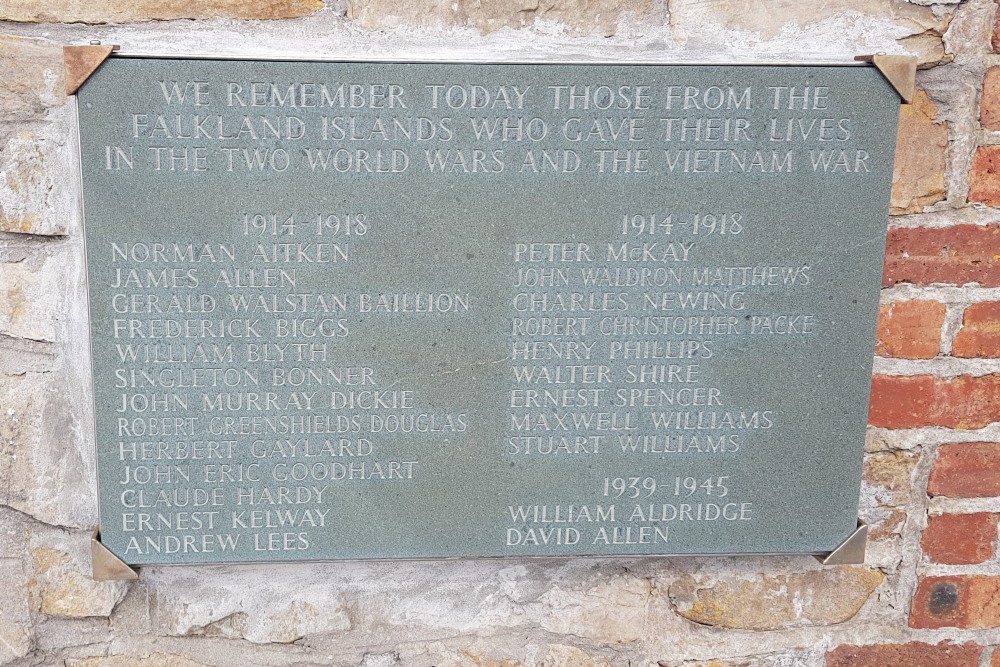 WE REMEMBER TODAY THOSE FROM THE
FALKLAND ISLANDS WHO GAVE THEIR LIVES
IN THE TWO WORLD WARS AND THE VIETNAM WAR
1914-1918
NORMAN AITKEN
JAMES ALLEN
GERALD WALSTAN BAILLION
FREDERICK BIGGS
WILLIAM BLYTH
SINGLETON BONNER
JOHN MURRAY DICKIE
ROBERT GREENSHIELDS DOUGLAS
HERBERT GAYLARD
JOHN ERIC GOODHART
CLAUDE HARDY
ERNEST KELWAY
ANDREW LEES
1914-1918
PETER McKAY
JOHN WALDRON MATTHEWS
CHARLES NEWING
ROBERT CHRISTOPHER PACKE
HENRY PHILLIPS
WALTER SHIRE
ERNEST SPENCER
MAXWELL WILLIAMS
STUART WILLIAMS
1939-1945
WILLIAM ALDRIDGE
DAVID ALLEN